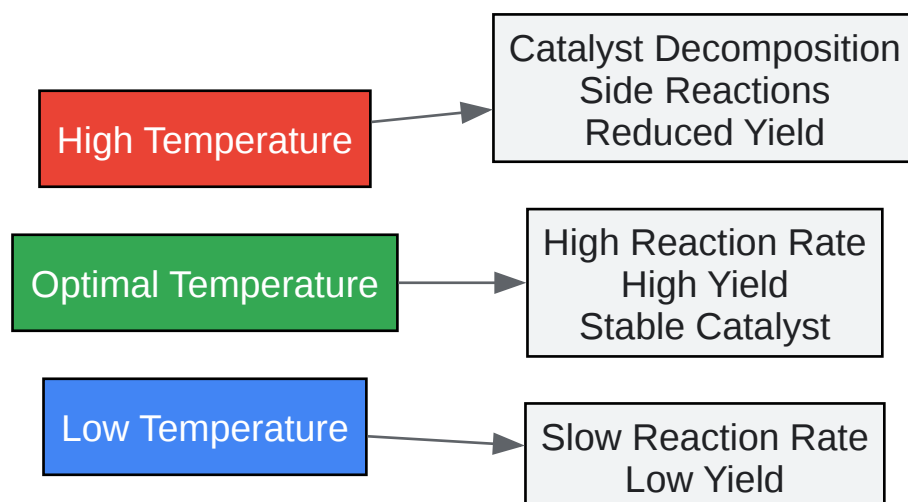 High Temperature
Catalyst Decomposition
Side Reactions
Reduced Yield
Optimal Temperature
High Reaction Rate
High Yield
Stable Catalyst
Low Temperature
Slow Reaction Rate
Low Yield